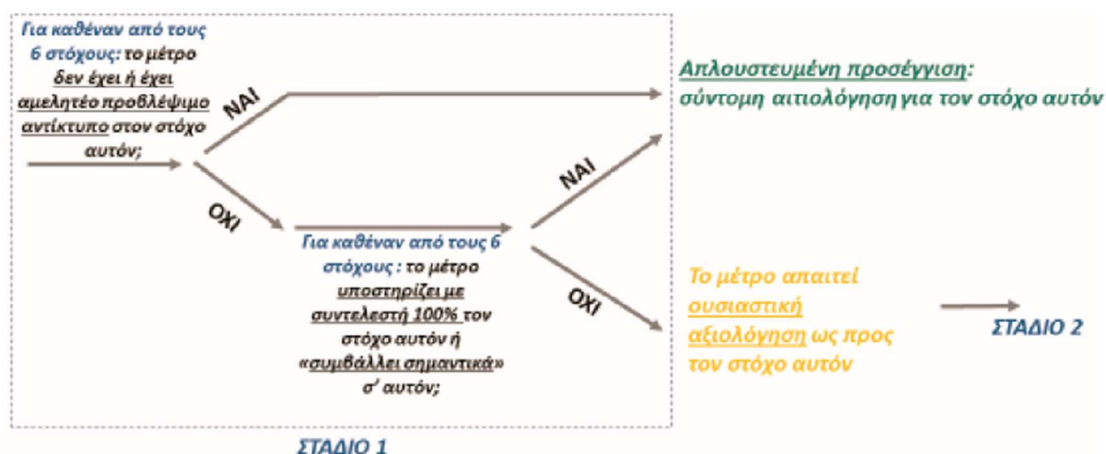 Για καθέναν από τους
6 στόχους: το μέτρο
δεν έχει ή έχει
αμελητέο προβλέψιμο
αντίκτυπο στον στόχο
αυτόν;
ΝΑΙ
ΟΧΙ
Για καθέναν από τους 6
στόχους : το μέτρο
υποστηρίζει με
συντελεστή 100% τον
στόχο αυτόν ή
«συμβάλλει σημαντικά»
σ' αυτόν;
ΝΑΙ
ΟΧΙ
Απλουστευμένη προσέγγιση:
σύντομη αιτιολόγηση για τον στόχο αυτόν
Το μέτρο απαιτεί
ουσιαστική
αξιολόγηση ως προς
τον στόχο αυτόν
ΣΤΑΔΙΟ 2
ΣΤΑΔΙΟ 1